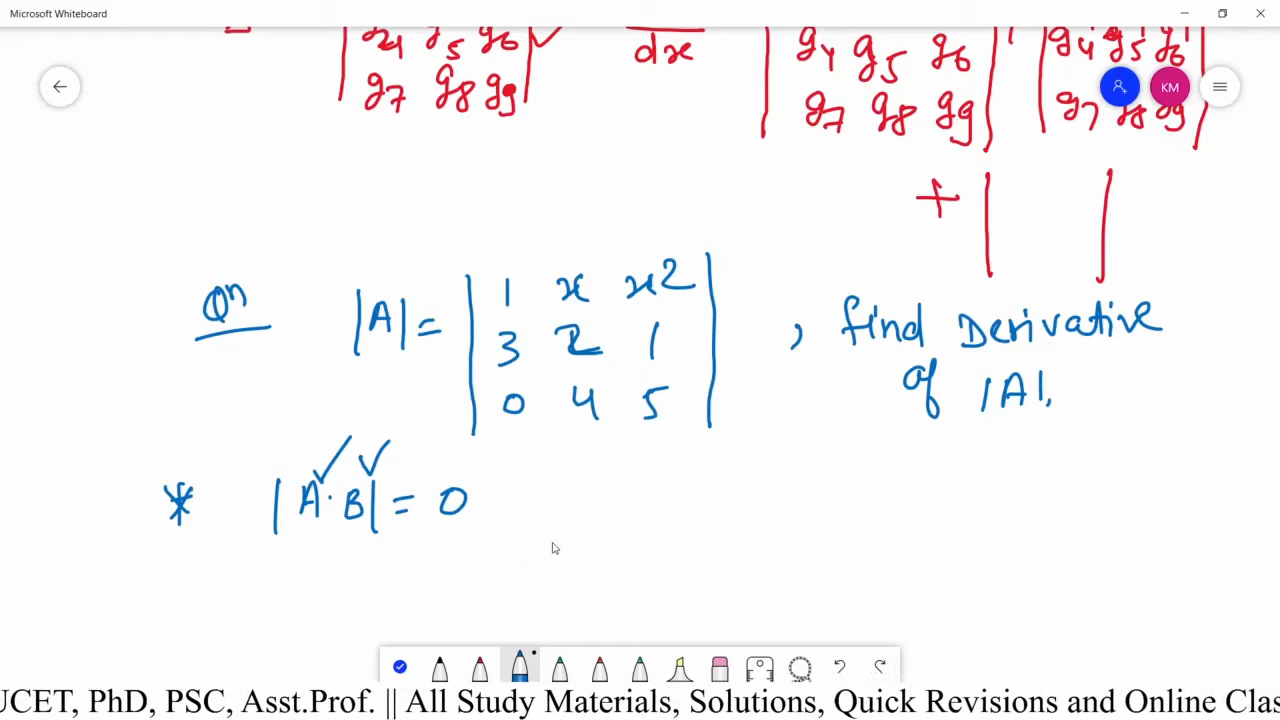 Microsoft Whiteboard
g4 g5 g6
g7 g8 g9
dx
g4 g5 g6
g7 g8 g9
g4' g5' g6'
g7 g8 g9
KM
+ | |
Qn |A| = | 1 x x2 | , find Derivative
| 3 2 1 | of |A|.
| 0 4 5 |
* |A·B| = 0
UCET, PhD, PSC, Asst.Prof. || All Study Materials, Solutions, Quick Revisions and Online Clas